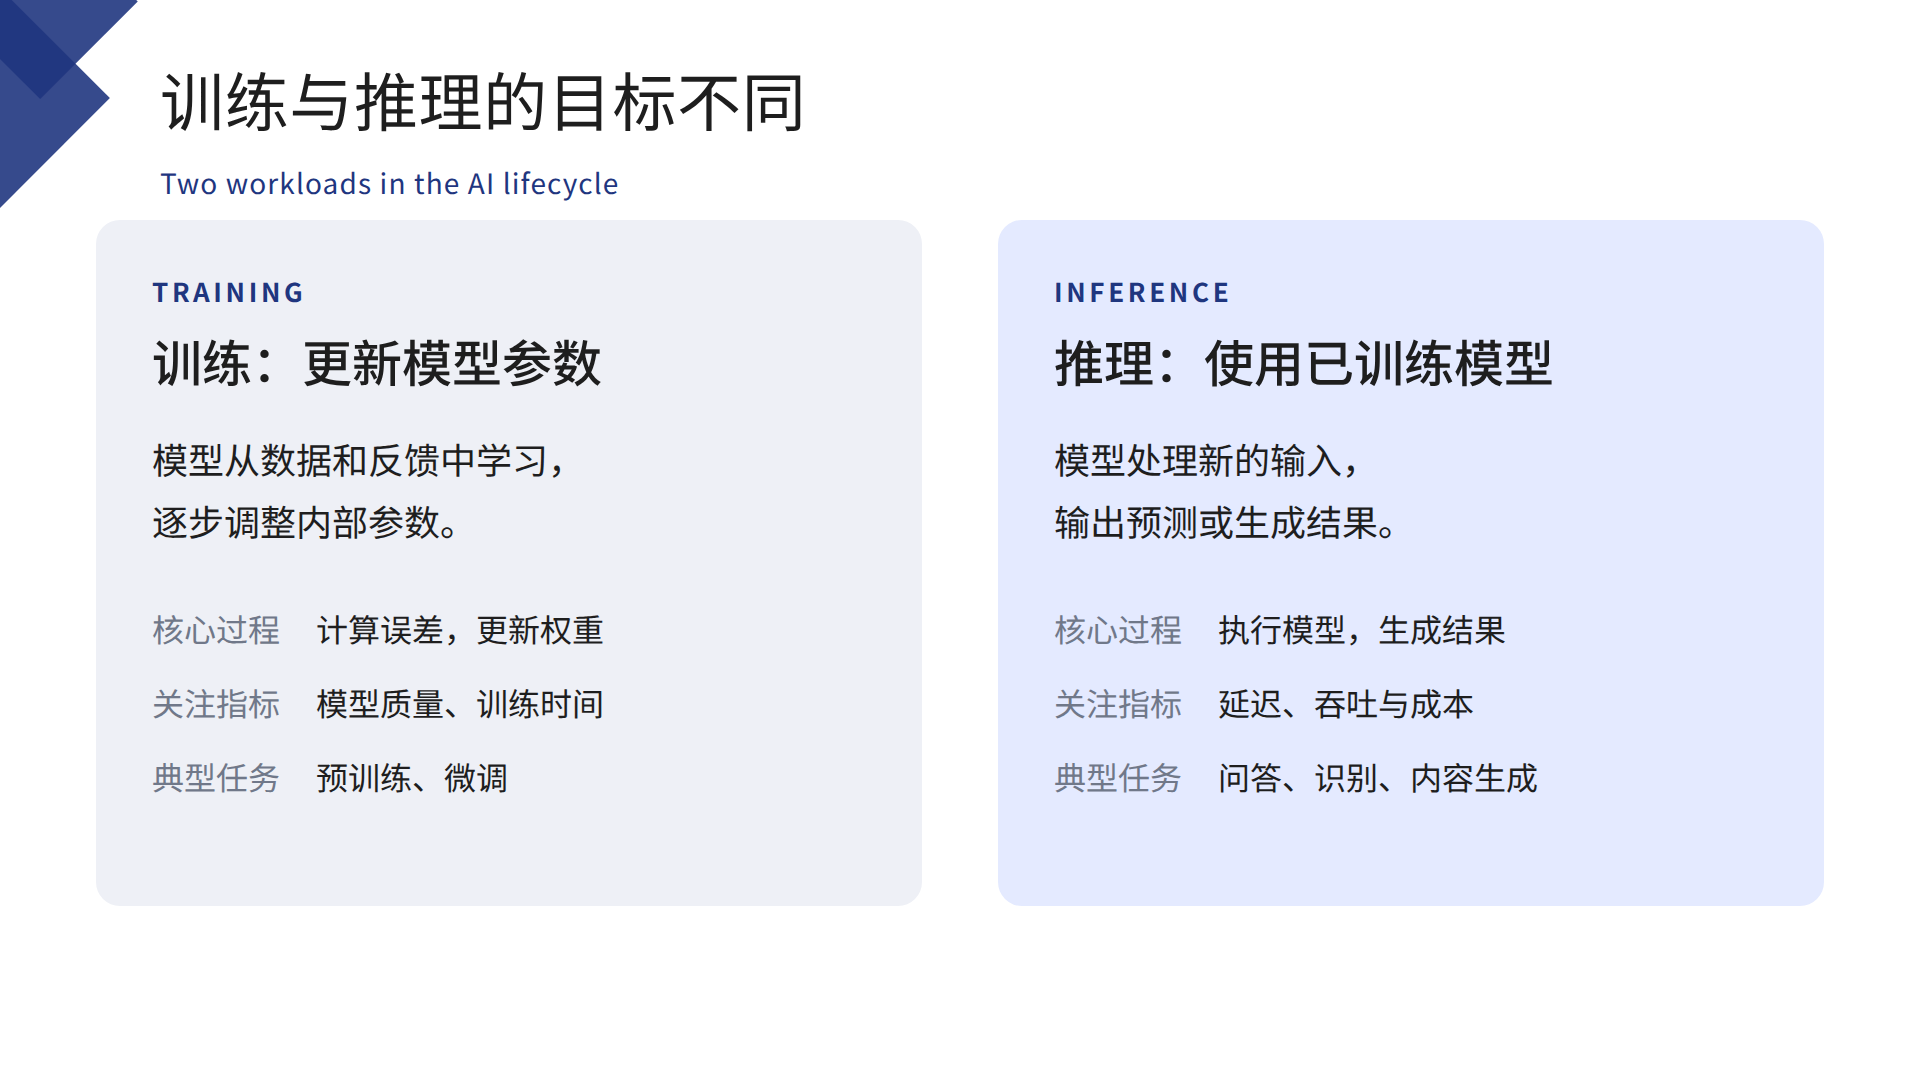 训练与推理的目标不同
Two workloads in the AI lifecycle
TRAINING
训练：更新模型参数
模型从数据和反馈中学习，
逐步调整内部参数。
核心过程 计算误差，更新权重
关注指标 模型质量、训练时间
典型任务 预训练、微调
INFERENCE
推理：使用已训练模型
模型处理新的输入，
输出预测或生成结果。
核心过程 执行模型，生成结果
关注指标 延迟、吞吐与成本
典型任务 问答、识别、内容生成